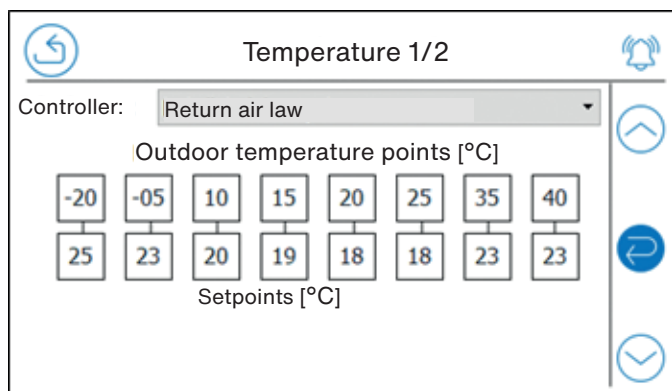 Temperature 1/2
Controller: Return air law
Outdoor temperature points [°C]
-20 -05 10 15 20 25 35 40
25 23 20 19 18 18 23 23
Setpoints [°C]